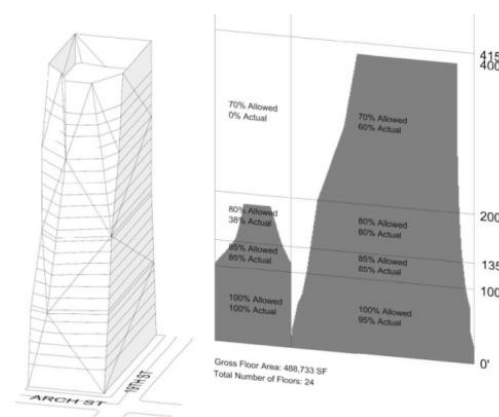 415
400
70% Allowed
0% Actual
70% Allowed
60% Actual
200
80% Allowed
38% Actual
80% Allowed
80% Actual
135
85% Allowed
85% Actual
85% Allowed
85% Actual
100
100% Allowed
100% Actual
100% Allowed
95% Actual
0'
Gross Floor Area: 488,733 SF
Total Number of Floors: 24
ARCH ST
19TH ST